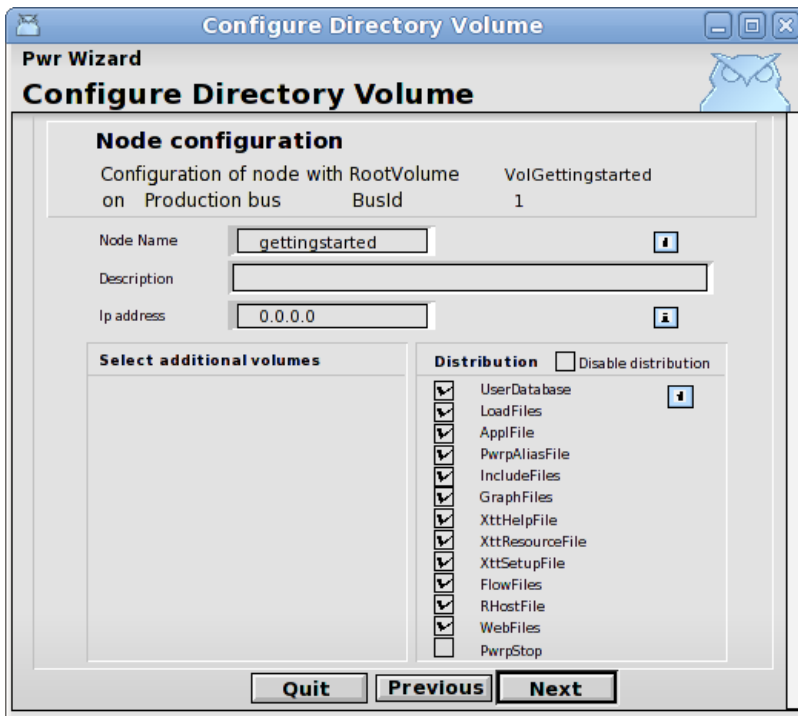 Configure Directory Volume
Pwr Wizard
Configure Directory Volume
Node configuration
Configuration of node with RootVolume VolGettingstarted
on Production bus BusId 1
Node Name gettingstarted i
Description
Ip address 0.0.0.0 i
Select additional volumes
Distribution Disable distribution
UserDatabase i
LoadFiles
ApplFile
PwrpAliasFile
IncludeFiles
GraphFiles
XttHelpFile
XttResourceFile
XttSetupFile
FlowFiles
RHostFile
WebFiles
PwrpStop
Quit Previous Next